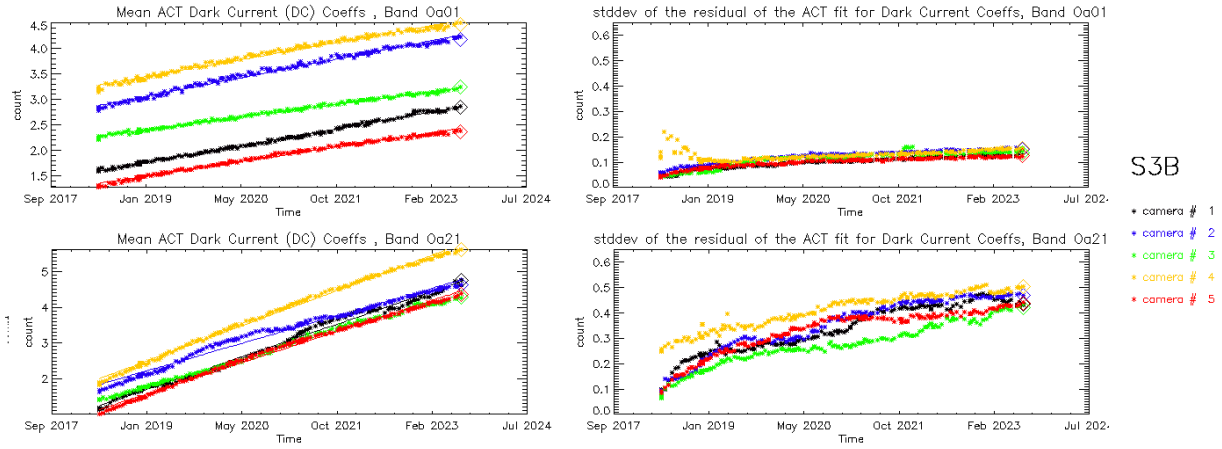 Mean ACT Dark Current (DC) Coeffs , Band Oa01
4.5
4.0
3.5
3.0
2.5
2.0
1.5
count
Sep 2017 Jan 2019 May 2020 Oct 2021 Feb 2023 Jul 2024
Time
stddev of the residual of the ACT fit for Dark Current Coeffs, Band Oa01
0.6
0.5
0.4
0.3
0.2
0.1
0.0
count
Sep 2017 Jan 2019 May 2020 Oct 2021 Feb 2023 Jul 2024
Time
Mean ACT Dark Current (DC) Coeffs , Band Oa21
5
4
3
2
count
Sep 2017 Jan 2019 May 2020 Oct 2021 Feb 2023 Jul 2024
Time
stddev of the residual of the ACT fit for Dark Current Coeffs, Band Oa21
0.6
0.5
0.4
0.3
0.2
0.1
0.0
count
Sep 2017 Jan 2019 May 2020 Oct 2021 Feb 2023 Jul 2024
Time
S3B
camera # 1
camera # 2
camera # 3
camera # 4
camera # 5